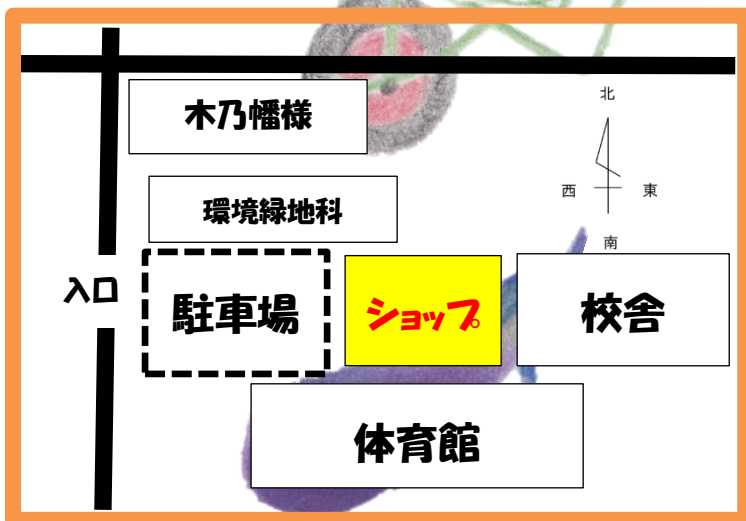 木乃幡様
北
西
東
環境緑地科
南
入口
駐車場
ショップ
校舎
体育館